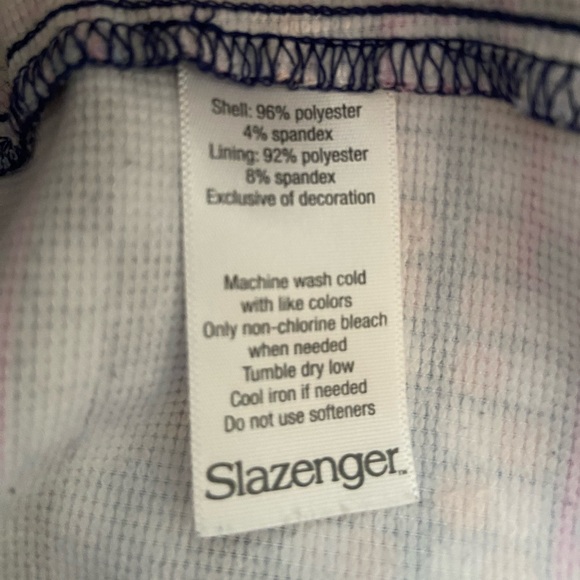 Shell: 96% polyester
4% spandex
Lining: 92% polyester
8% spandex
Exclusive of decoration
Machine wash cold
with like colors
Only non-chlorine bleach
when needed
Tumble dry low
Cool iron if needed
Do not use softeners
Slazenger™